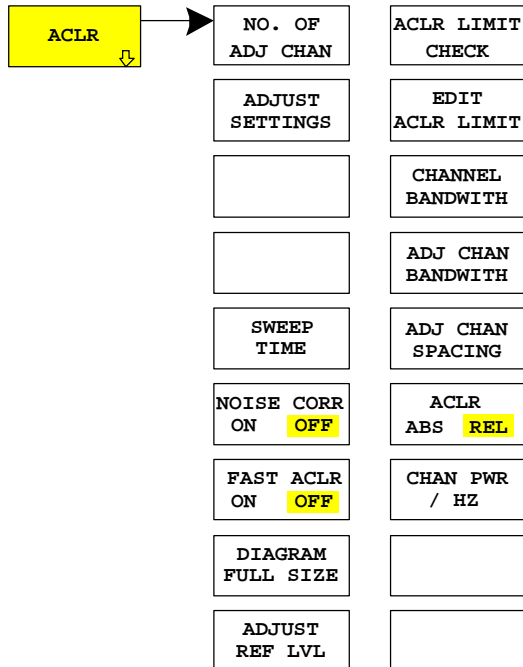 ACLR
NO. OF
ADJ CHAN
ADJUST
SETTINGS
SWEEP
TIME
NOISE CORR
ON OFF
FAST ACLR
ON OFF
DIAGRAM
FULL SIZE
ADJUST
REF LVL
ACLR LIMIT
CHECK
EDIT
ACLR LIMIT
CHANNEL
BANDWITH
ADJ CHAN
BANDWITH
ADJ CHAN
SPACING
ACLR
ABS REL
CHAN PWR
/ HZ